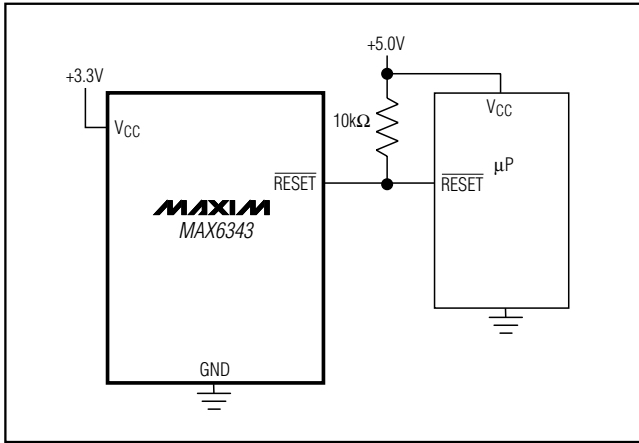 +5.0V
+3.3V
VCC
VCC
10kΩ
RESET
RESET
µP
MAXIM
MAX6343
GND